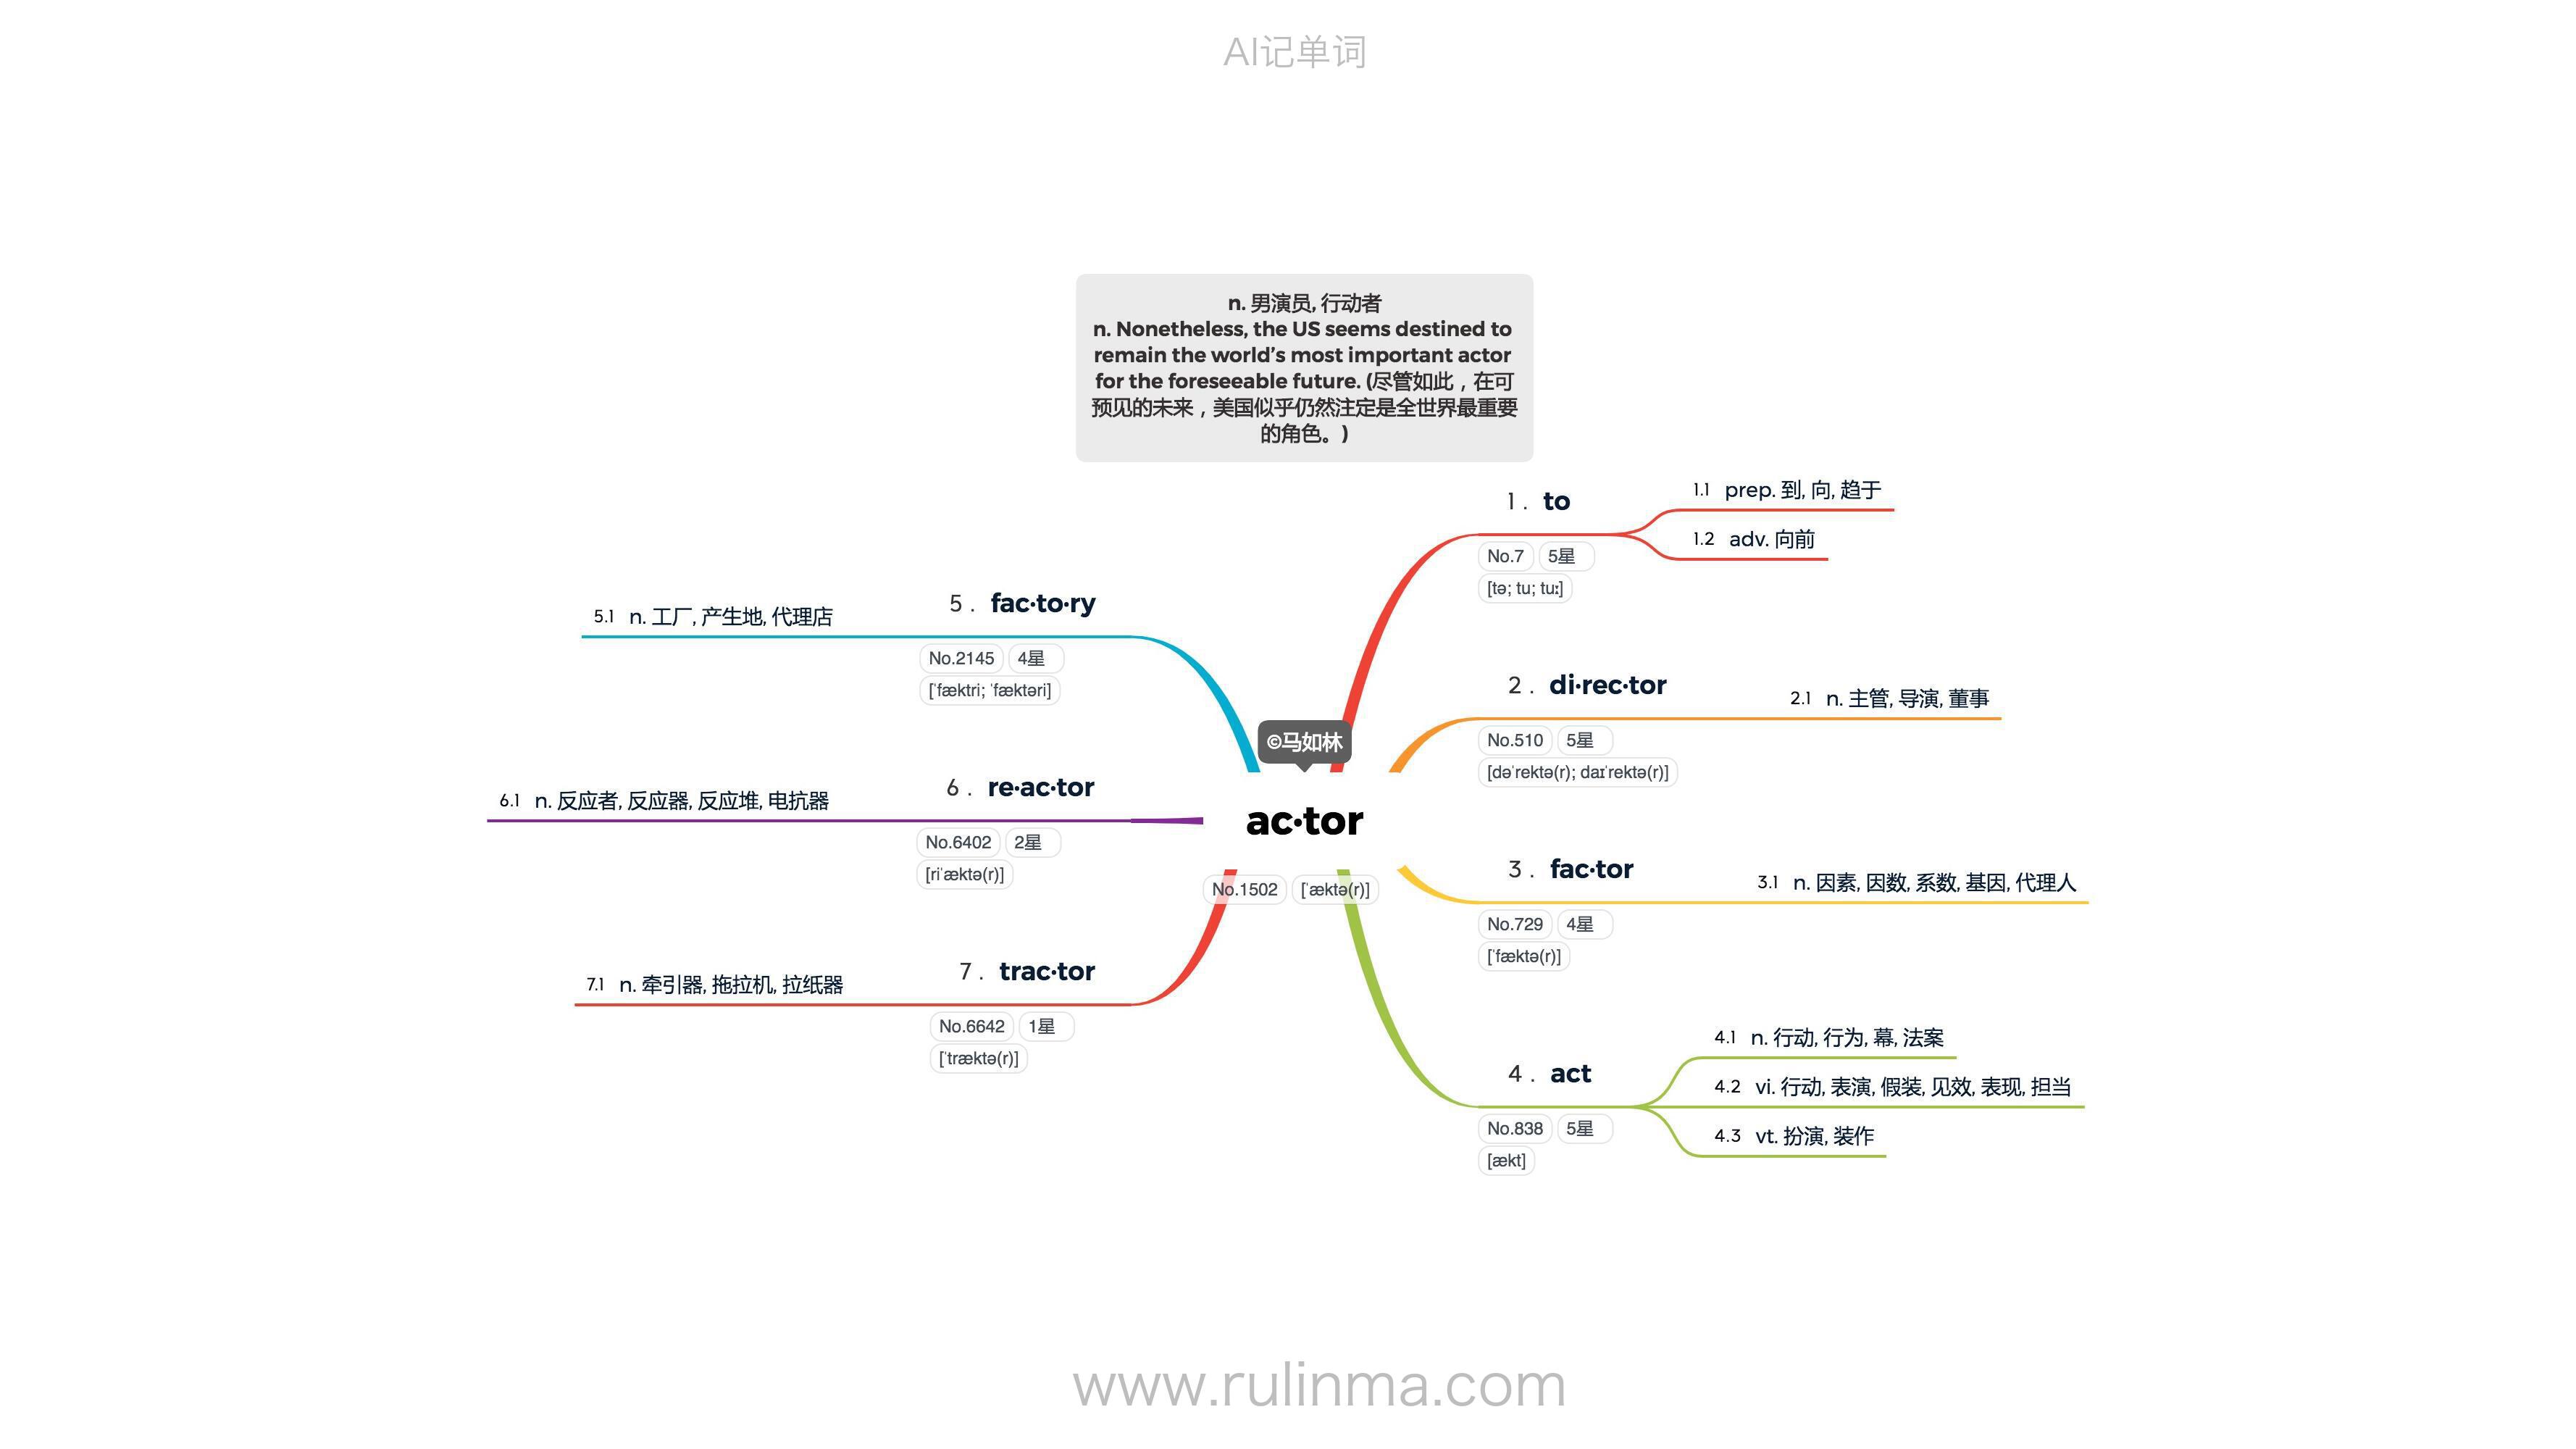 AI记单词
n. 男演员, 行动者
n. Nonetheless, the US seems destined to
remain the world’s most important actor
for the foreseeable future. (尽管如此，在可
预见的未来，美国似乎仍然注定是全世界最重要
的角色。)
©马如林
ac·tor
No.1502 [ˈæktə(r)]
1. to
No.7 5星
[tə; tu; tuː]
1.1 prep. 到, 向, 趋于
1.2 adv. 向前
2. di·rec·tor
No.510 5星
[dəˈrektə(r); daɪˈrektə(r)]
2.1 n. 主管, 导演, 董事
3. fac·tor
No.729 4星
[ˈfæktə(r)]
3.1 n. 因素, 因数, 系数, 基因, 代理人
4. act
No.838 5星
[ækt]
4.1 n. 行动, 行为, 幕, 法案
4.2 vi. 行动, 表演, 假装, 见效, 表现, 担当
4.3 vt. 扮演, 装作
5. fac·to·ry
No.2145 4星
[ˈfæktri; ˈfæktəri]
5.1 n. 工厂, 产生地, 代理店
6. re·ac·tor
No.6402 2星
[riˈæktə(r)]
6.1 n. 反应者, 反应器, 反应堆, 电抗器
7. trac·tor
No.6642 1星
[ˈtræktə(r)]
7.1 n. 牵引器, 拖拉机, 拉纸器
www.rulinma.com